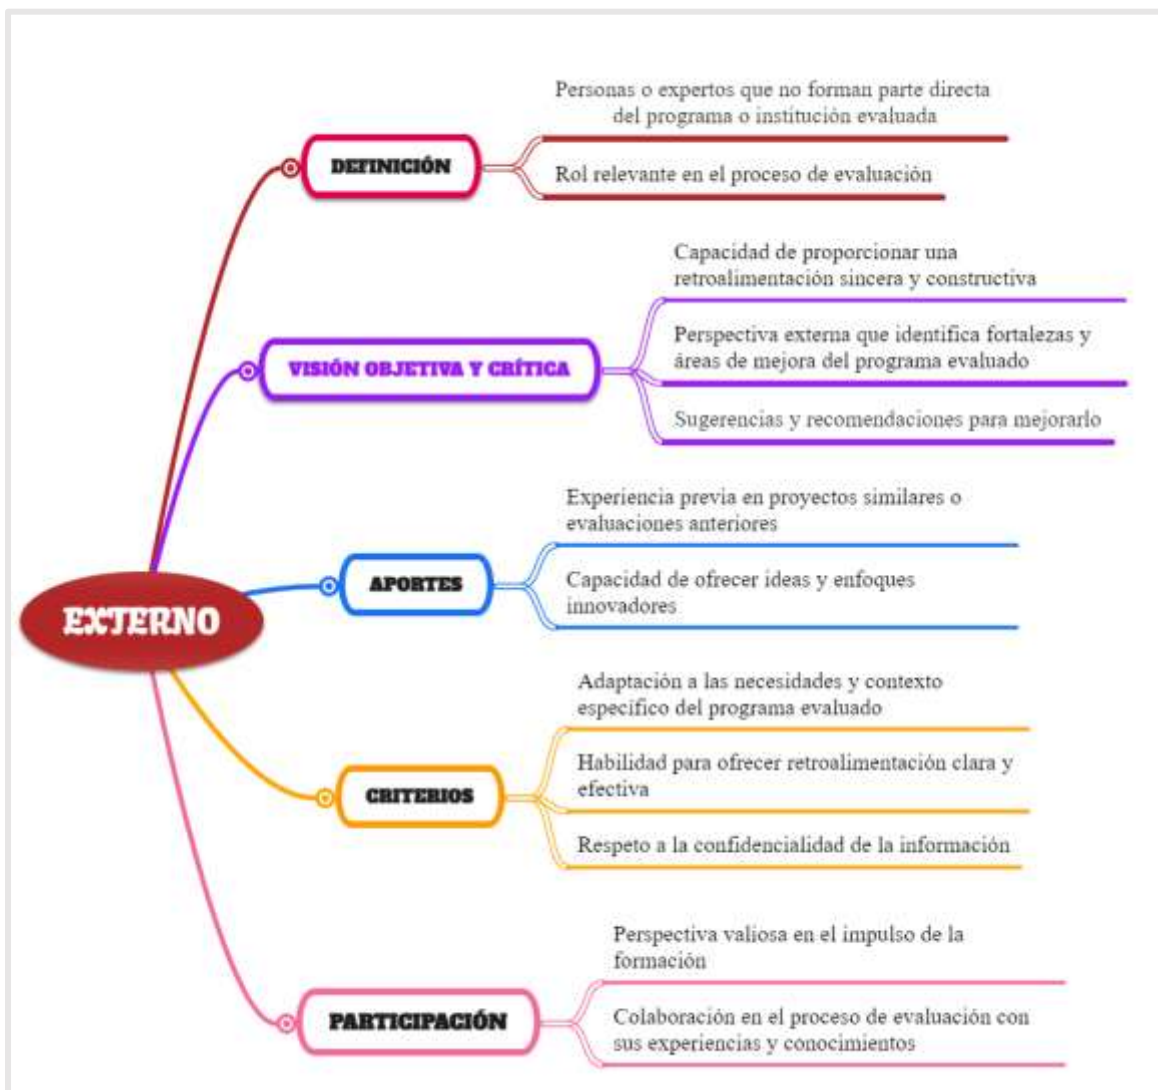 Personas o expertos que no forman parte directa
del programa o institución evaluada
DEFINICIÓN
Rol relevante en el proceso de evaluación
Capacidad de proporcionar una
retroalimentación sincera y constructiva
VISIÓN OBJETIVA Y CRÍTICA
Perspectiva externa que identifica fortalezas y
áreas de mejora del programa evaluado
Sugerencias y recomendaciones para mejorarlo
Experiencia previa en proyectos similares o
evaluaciones anteriores
APORTES
Capacidad de ofrecer ideas y enfoques
innovadores
EXTERNO
Adaptación a las necesidades y contexto
específico del programa evaluado
CRITERIOS
Habilidad para ofrecer retroalimentación clara y
efectiva
Respeto a la confidencialidad de la información
Perspectiva valiosa en el impulso de la
formación
PARTICIPACIÓN
Colaboración en el proceso de evaluación con
sus experiencias y conocimientos